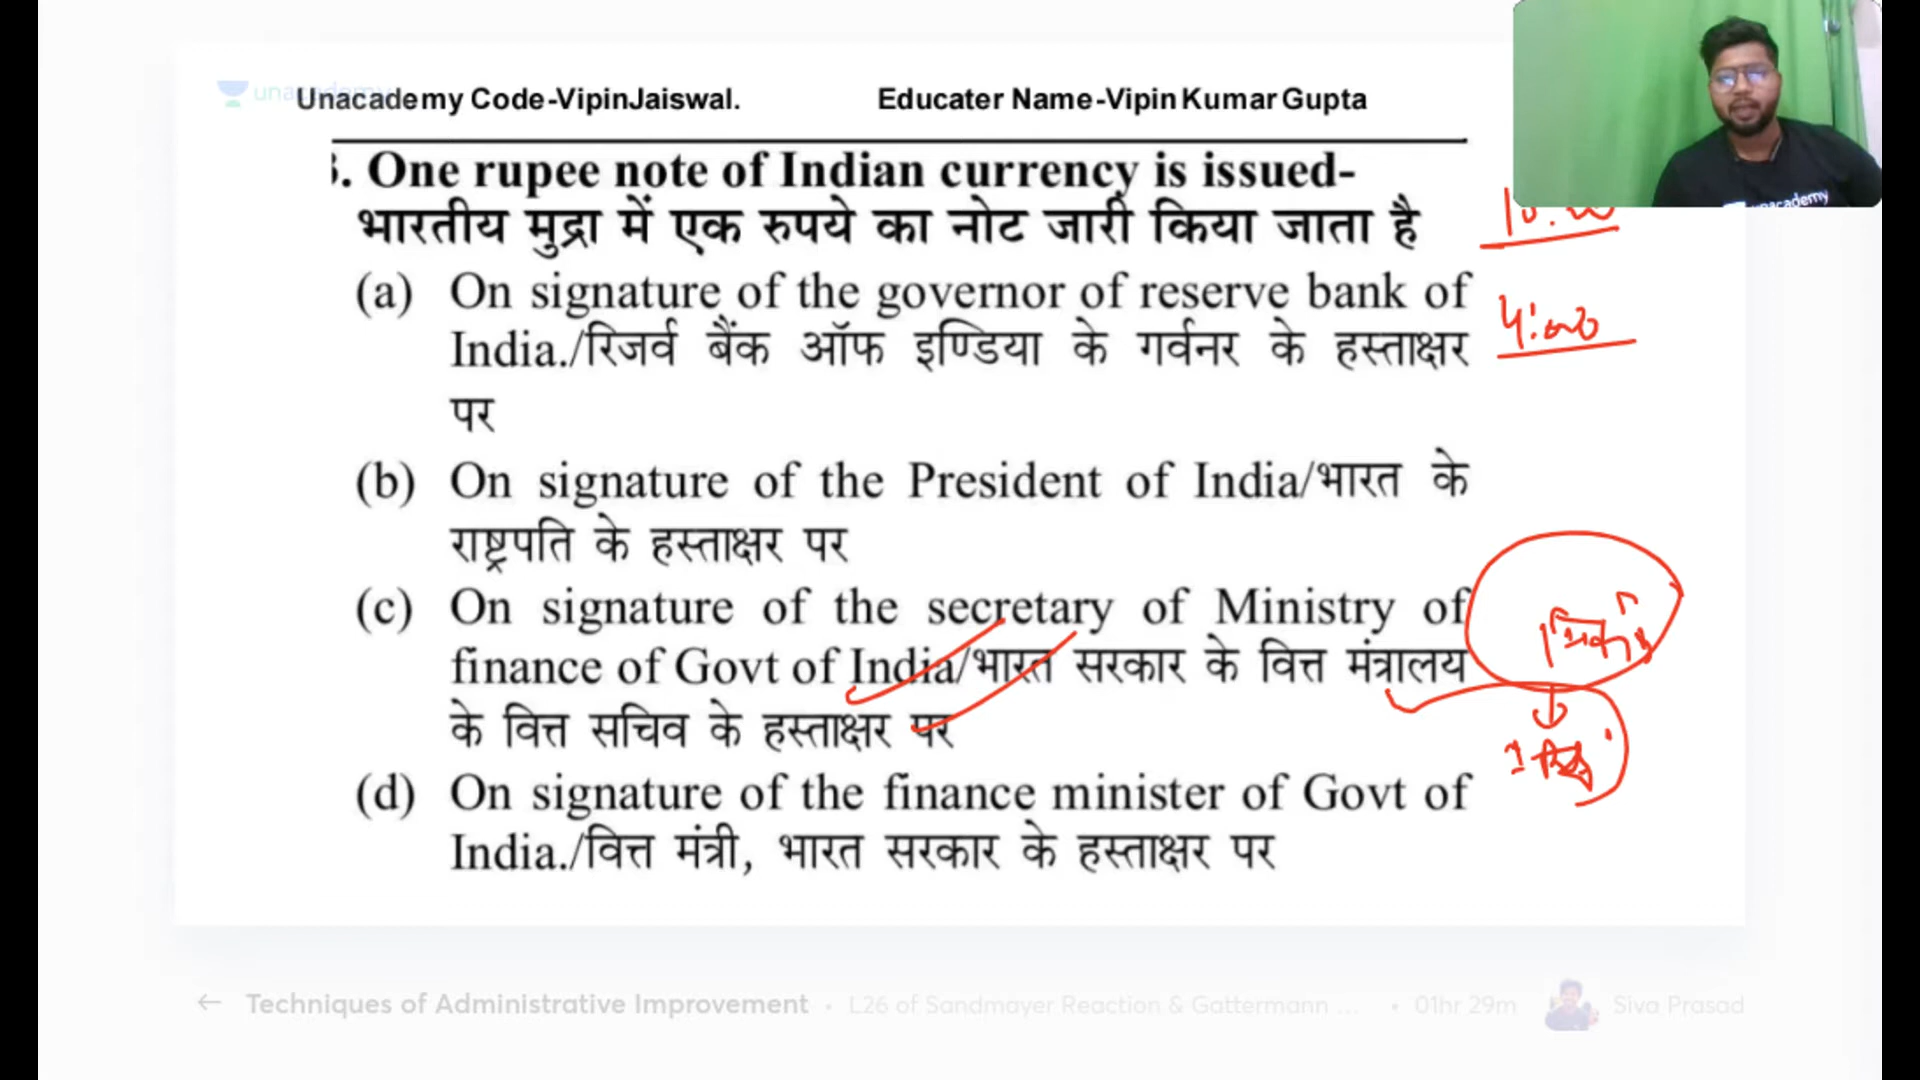 unacademy
Unacademy Code-VipinJaiswal. Educater Name-Vipin Kumar Gupta
. One rupee note of Indian currency is issued-
भारतीय मुद्रा में एक रुपये का नोट जारी किया जाता है
(a) On signature of the governor of reserve bank of
India./रिजर्व बैंक ऑफ इण्डिया के गर्वनर के हस्ताक्षर
4:00
पर
(b) On signature of the President of India/भारत के
राष्ट्रपति के हस्ताक्षर पर
(c) On signature of the secretary of Ministry of
finance of Govt of India/भारत सरकार के वित्त मंत्रालय
के वित्त सचिव के हस्ताक्षर पर
(d) On signature of the finance minister of Govt of
India./वित्त मंत्री, भारत सरकार के हस्ताक्षर पर
← Techniques of Administrative Improvement • L26 of Sandmayer Reaction & Gattermann ... • 01hr 29m Siva Prasad
unacademy